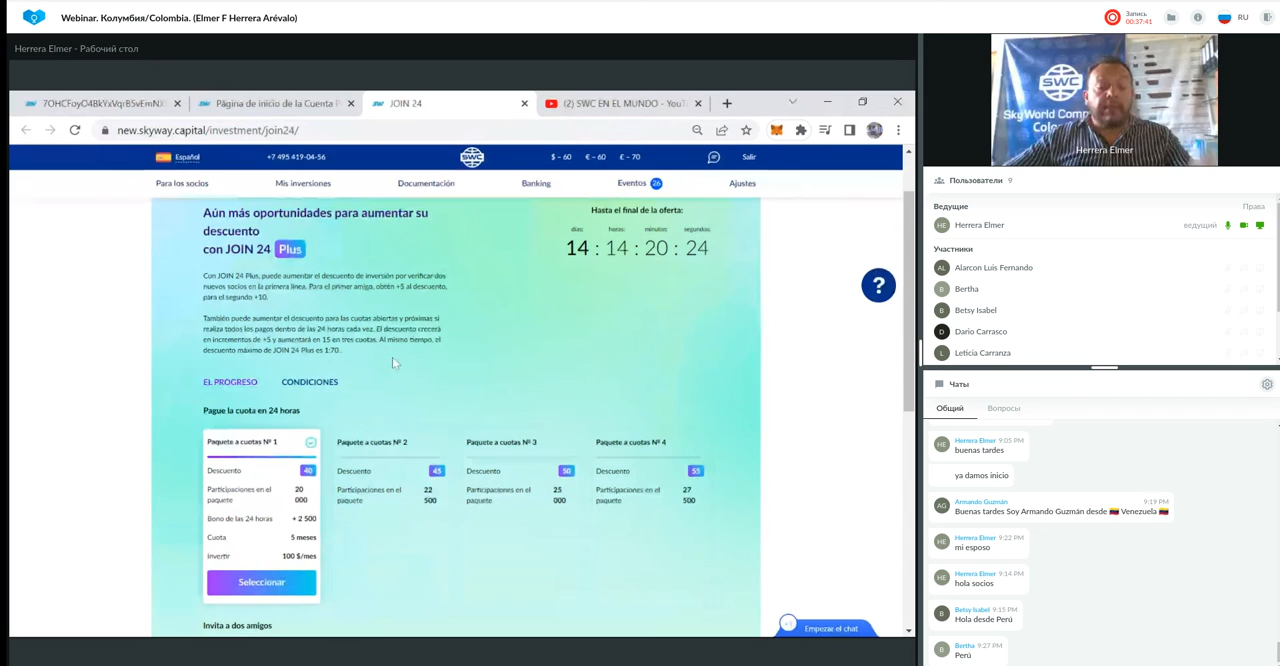 Webinar. Колумбия/Colombia. (Elmer F Herrera Arévalo)
Запись
00:37:41
RU
Herrera Elmer - Рабочий стол
Página de inicio de la Cuenta P
JOIN 24
(2) SWC EN EL MUNDO - YouTu
new.skyway.capital/investment/join24/
Español
+7 495 419-04-56
SWC
$ - 60
€ - 60
£ - 70
Salir
Para los socios
Mis inversiones
Documentación
Banking
Eventos 26
Ajustes
Aún más oportunidades para aumentar su
descuento
con JOIN 24 Plus
Hasta el final de la oferta:
días:
horas:
minutos:
segundos:
14 : 14 : 20 : 24
Con JOIN 24 Plus, puede aumentar el descuento de inversión por verificar dos
nuevos socios en la primera línea. Para el primer amigo, obtén +5 al descuento,
para el segundo +10.
También puede aumentar el descuento para las cuotas abiertas y próximas si
realiza todos los pagos dentro de las 24 horas cada vez. El descuento crecerá
en incrementos de +5 y aumentará en 15 en tres cuotas. Al mismo tiempo, el
descuento máximo de JOIN 24 Plus es 1:70.
?
EL PROGRESO
CONDICIONES
Pague la cuota en 24 horas
Paquete a cuotas № 1
Descuento
40
Participaciones en el
paquete
20
000
Bono de las 24 horas
+ 2 500
Cuota
5 meses
Invertir
100 $/mes
Seleccionar
Paquete a cuotas № 2
Descuento
45
Participaciones en el
paquete
22
500
Paquete a cuotas № 3
Descuento
50
Participaciones en el
paquete
25
000
Paquete a cuotas № 4
Descuento
55
Participaciones en el
paquete
27
500
Invita a dos amigos
Empezar el chat
SWC
Herrera Elmer
Пользователи 9
Ведущие
Права
HE
Herrera Elmer
ведущий
Участники
AL
Alarcon Luis Fernando
B
Bertha
B
Betsy Isabel
D
Dario Carrasco
L
Leticia Carranza
Чаты
Общий
Вопросы
HE
Herrera Elmer 9:05 PM
buenas tardes
ya damos inicio
AG
Armando Guzmán 9:19 PM
Buenas tardes Soy Armando Guzmán desde 🇻🇪 Venezuela 🇻🇪
HE
Herrera Elmer 9:22 PM
mi esposo
HE
Herrera Elmer 9:14 PM
hola socios
B
Betsy Isabel 9:15 PM
Hola desde Perú
B
Bertha 9:27 PM
Perú